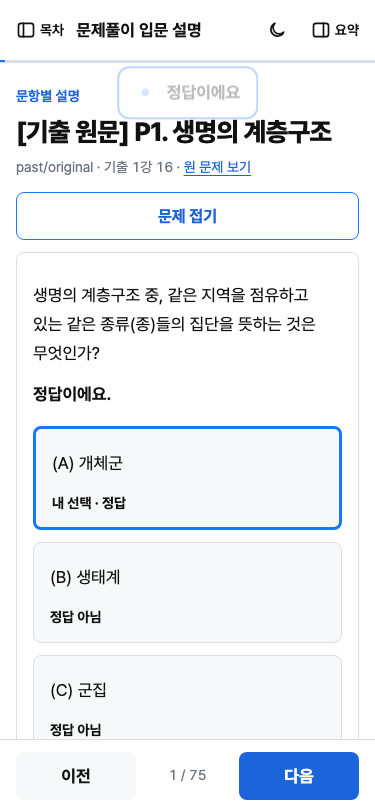 목차 문제풀이 입문 설명 요약
정답이에요
문항별 설명
[기출 원문] P1. 생명의 계층구조
past/original · 기출 1강 16 · 원 문제 보기
문제 접기
생명의 계층구조 중, 같은 지역을 점유하고
있는 같은 종류(종)들의 집단을 뜻하는 것은
무엇인가?
정답이에요.
(A) 개체군
내 선택 · 정답
(B) 생태계
정답 아님
(C) 군집
정답 아님
이전 1 / 75 다음